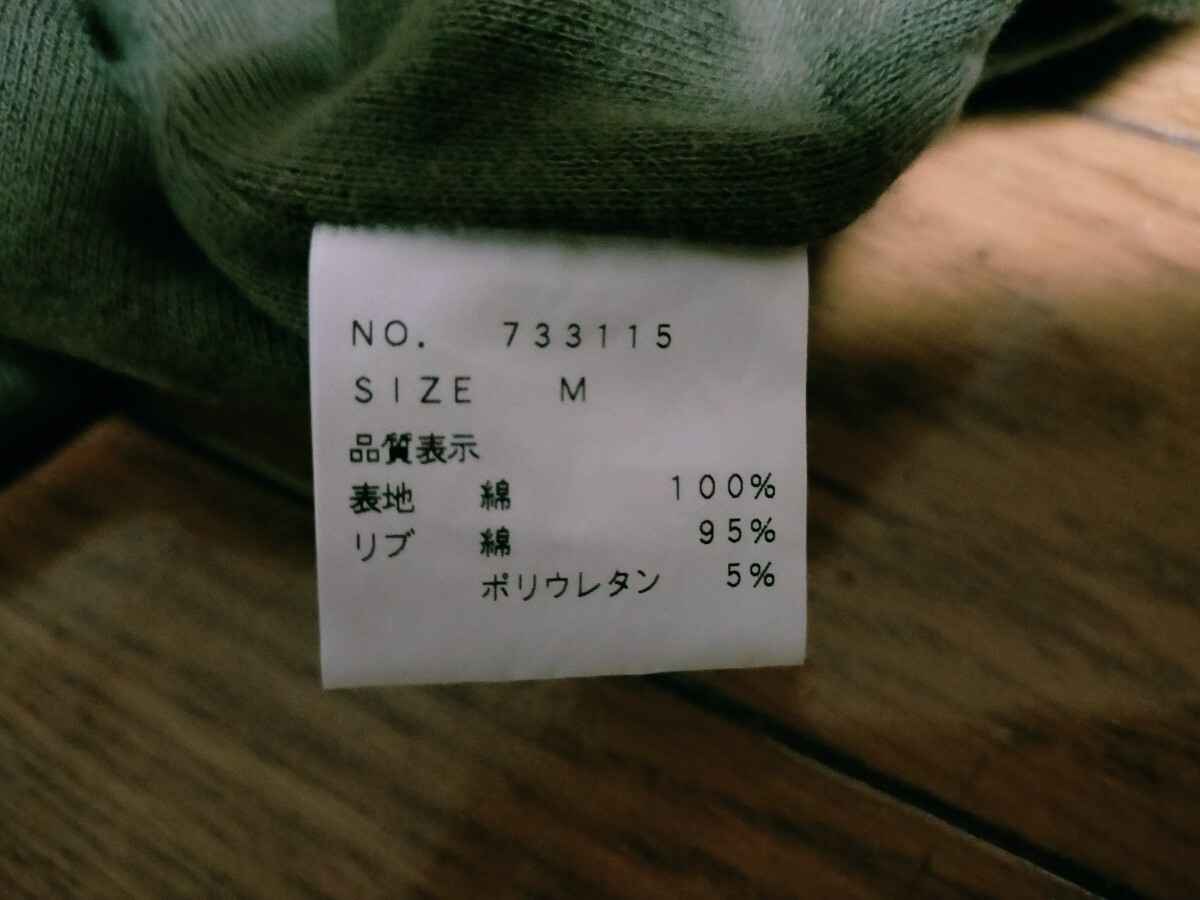 NO. 733115
SIZE M
品質表示
表地 綿 100%
リブ 綿 95%
ポリウレタン 5%